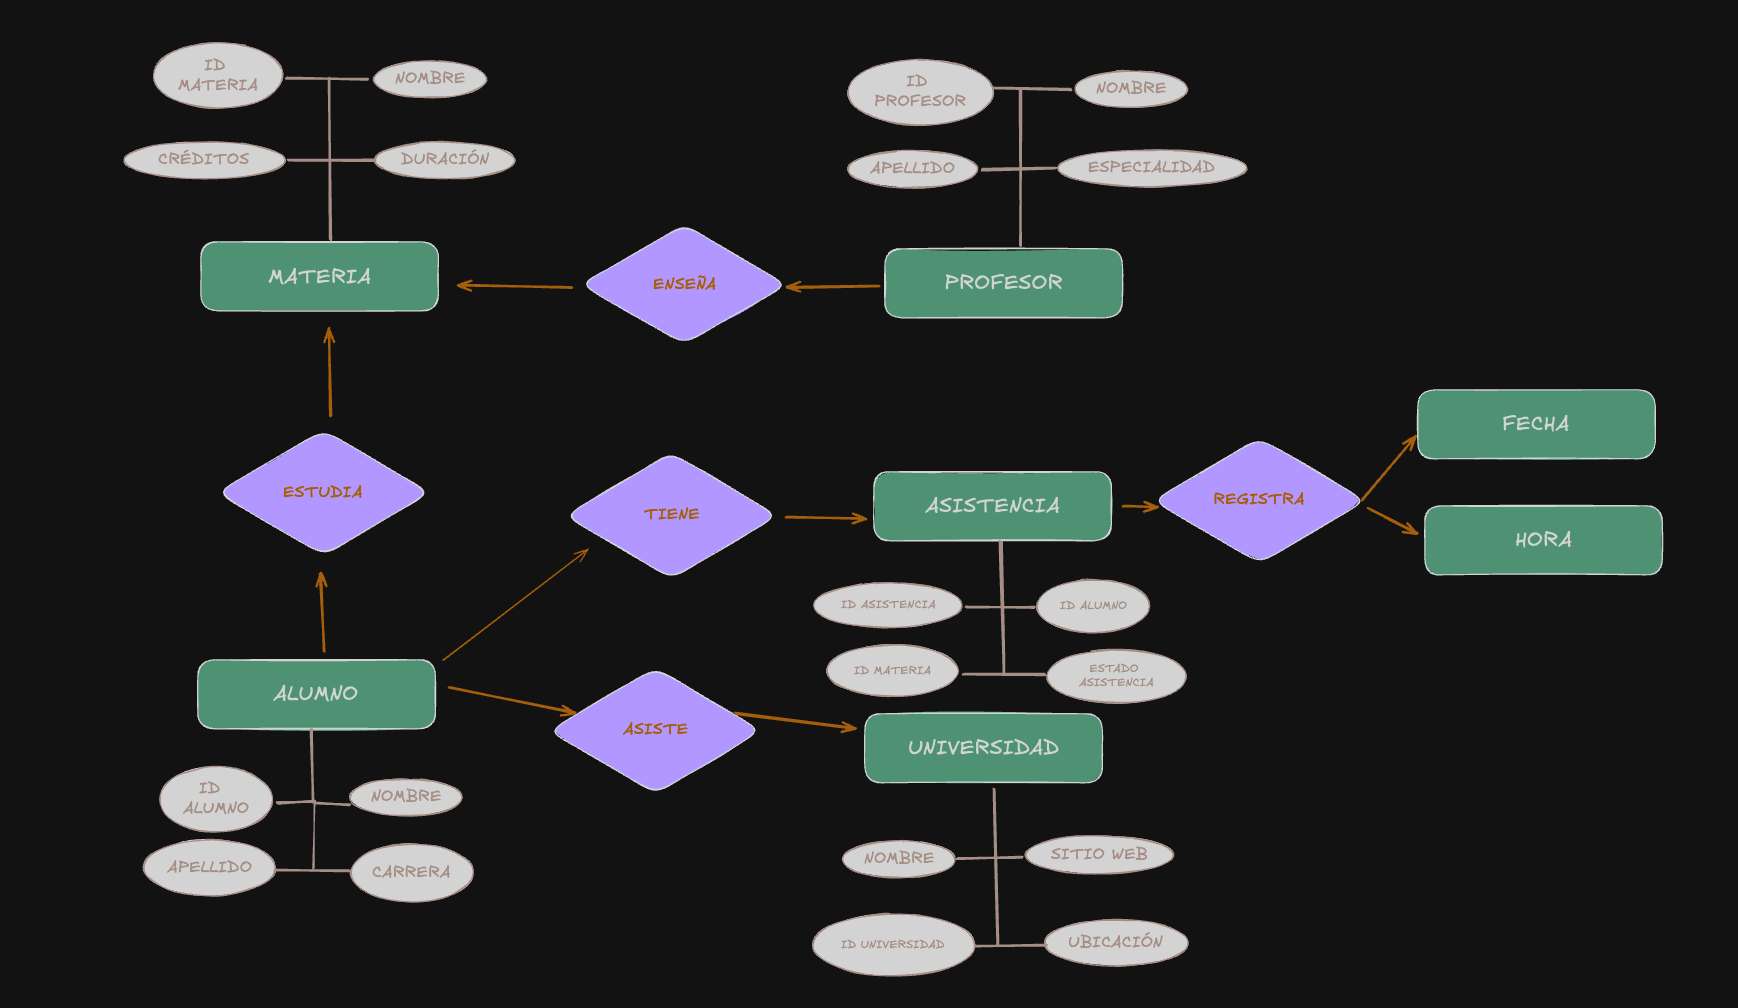 ID
MATERIA
NOMBRE
CRÉDITOS
DURACIÓN
MATERIA
ID
PROFESOR
NOMBRE
APELLIDO
ESPECIALIDAD
PROFESOR
ENSEÑA
ESTUDIA
TIENE
ASISTENCIA
REGISTRA
FECHA
HORA
ID ASISTENCIA
ID ALUMNO
ID MATERIA
ESTADO
ASISTENCIA
ALUMNO
ASISTE
UNIVERSIDAD
ID
ALUMNO
NOMBRE
APELLIDO
CARRERA
NOMBRE
SITIO WEB
ID UNIVERSIDAD
UBICACIÓN